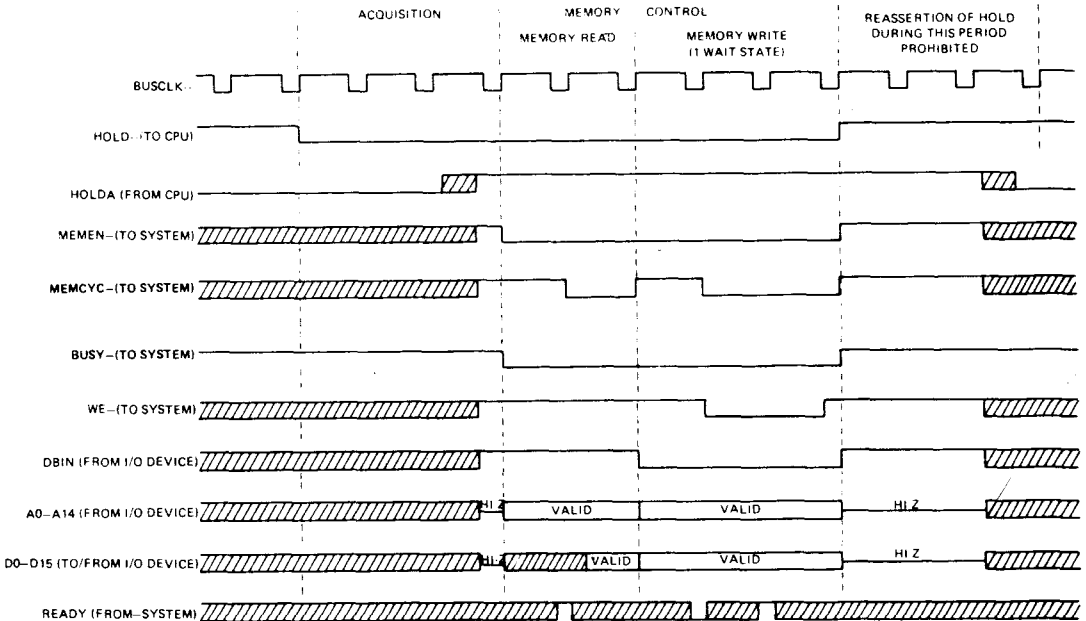 ACQUISITION
MEMORY CONTROL
MEMORY READ
MEMORY WRITE
(1 WAIT STATE)
REASSERTION OF HOLD
DURING THIS PERIOD
PROHIBITED
BUSCLK–
HOLD–(TO CPU)
HOLDA (FROM CPU)
MEMEN–(TO SYSTEM)
MEMCYC–(TO SYSTEM)
BUSY–(TO SYSTEM)
WE–(TO SYSTEM)
DBIN (FROM I/O DEVICE)
A0–A14 (FROM I/O DEVICE) HI Z VALID VALID HI Z
D0–D15 (TO/FROM I/O DEVICE) HI Z VALID VALID HI Z
READY (FROM–SYSTEM)